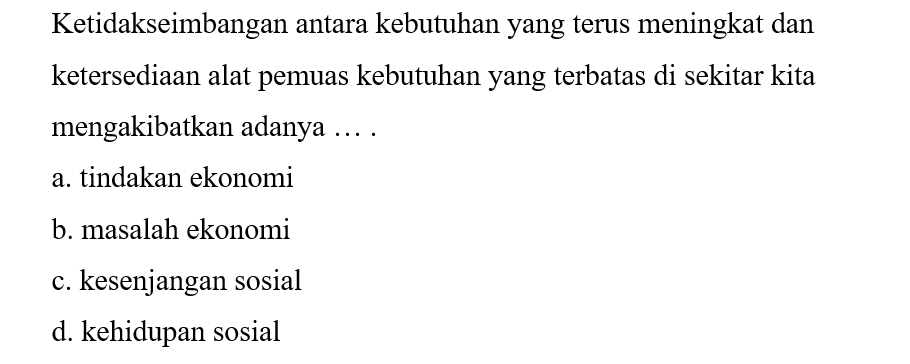 Ketidakseimbangan antara kebutuhan yang terus meningkat dan
ketersediaan alat pemuas kebutuhan yang terbatas di sekitar kita
mengakibatkan adanya … .
a. tindakan ekonomi
b. masalah ekonomi
c. kesenjangan sosial
d. kehidupan sosial